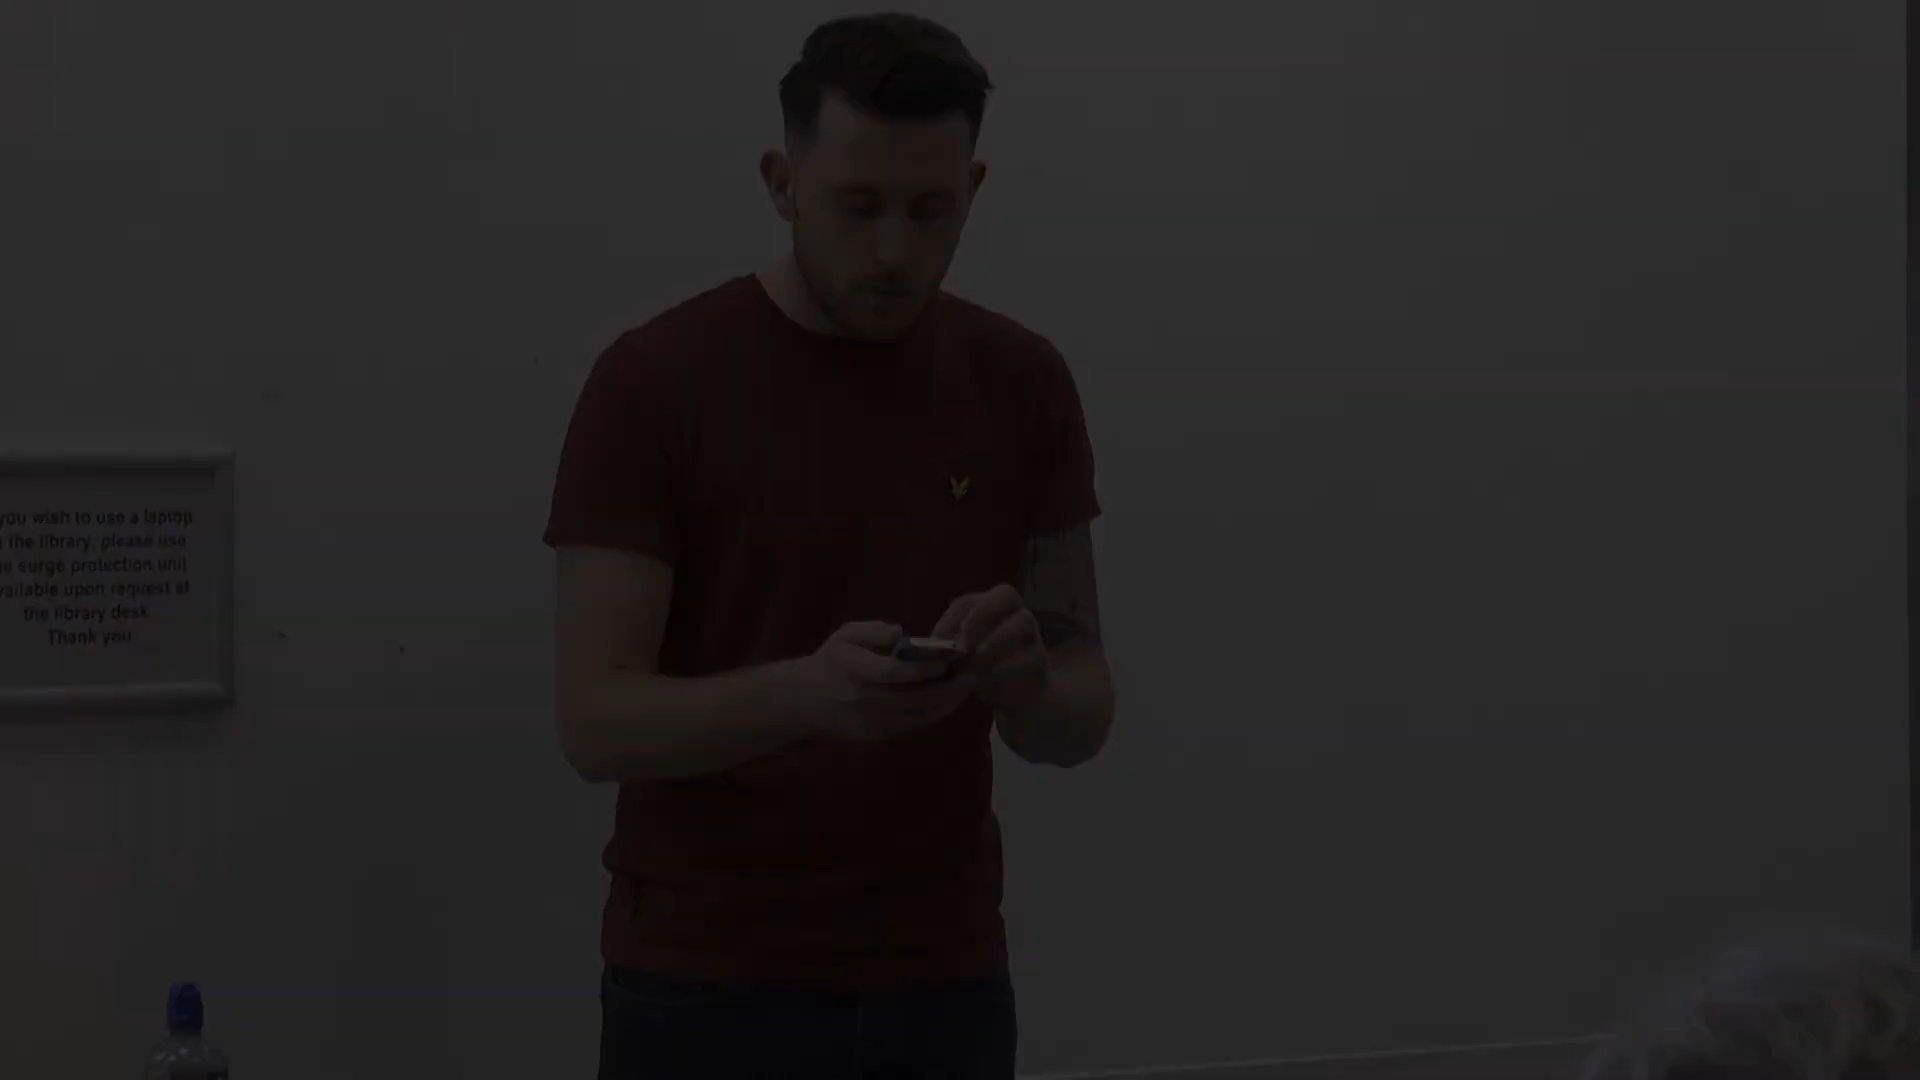 you wish to use a laptop
the library, please use
surge protection unit
available upon request at
the library desk
Thank you